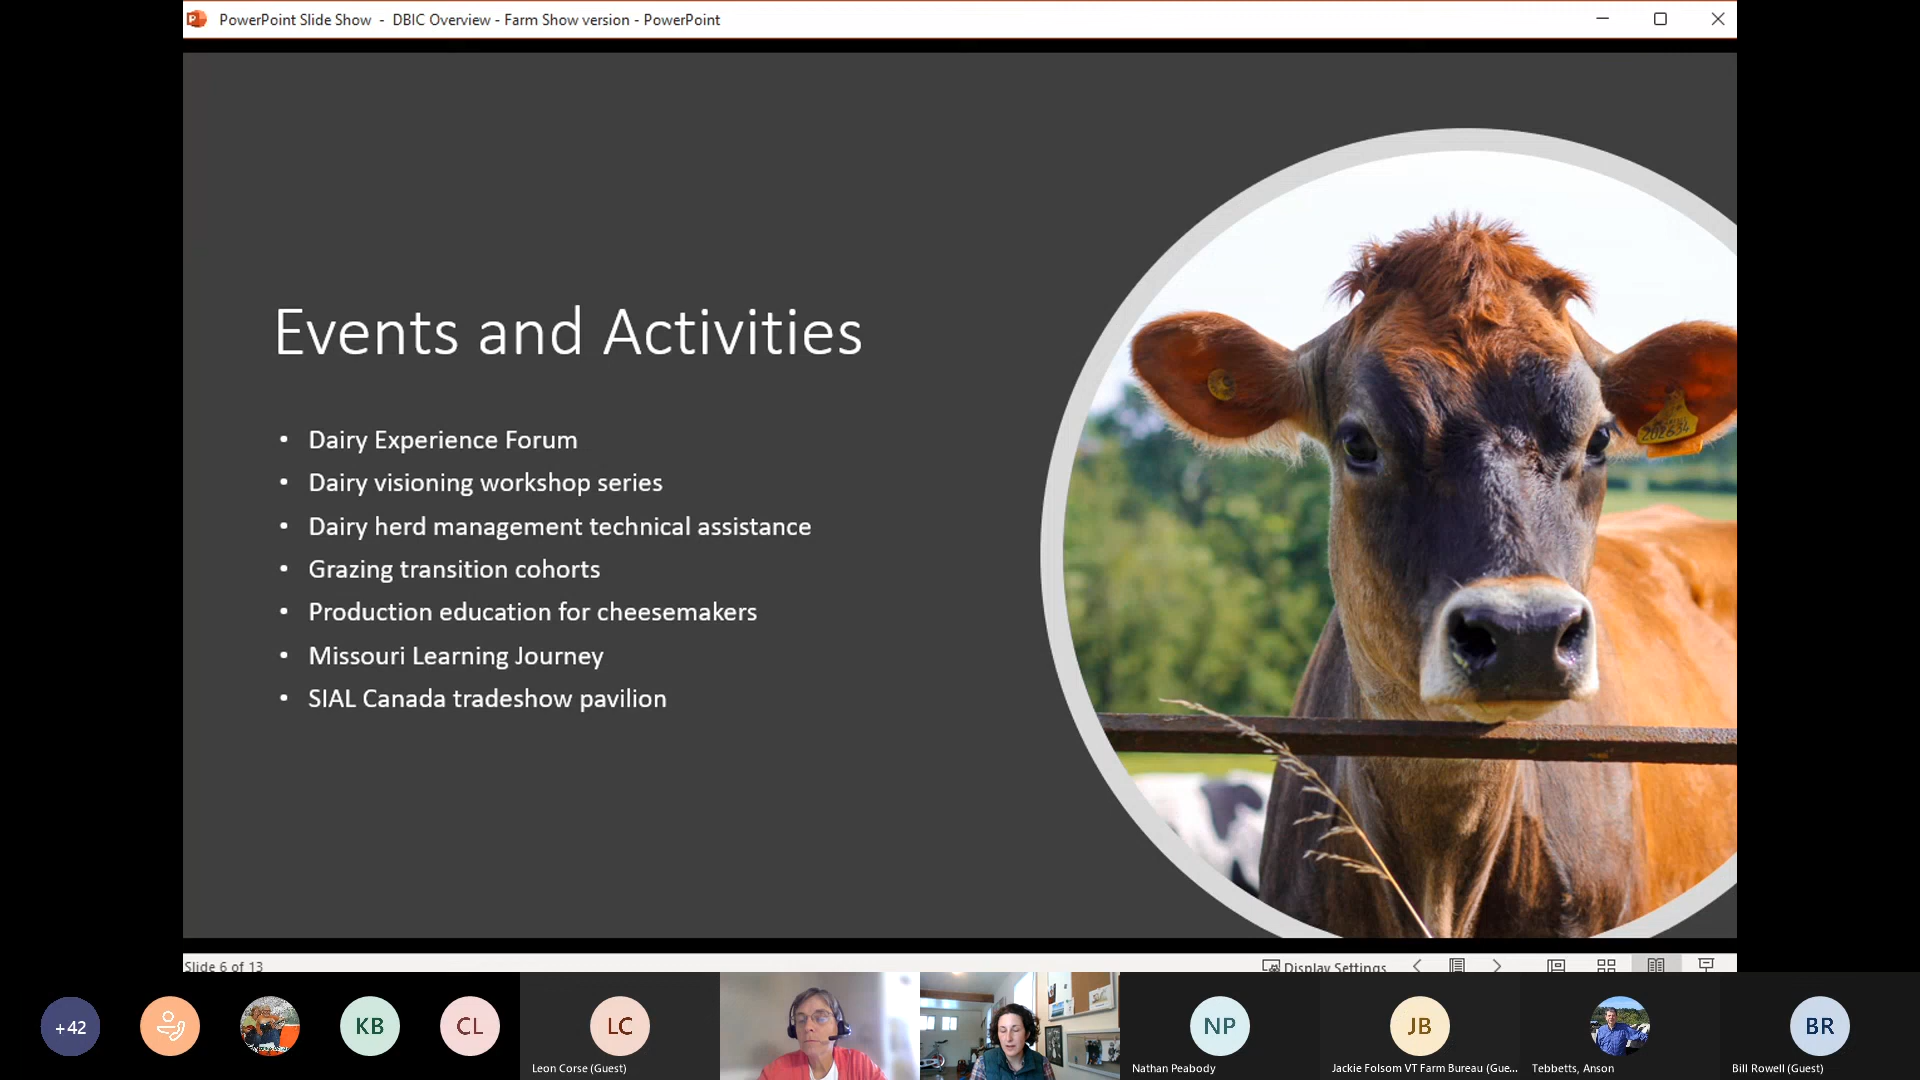 PowerPoint Slide Show - DBIC Overview - Farm Show version - PowerPoint
Events and Activities
• Dairy Experience Forum
• Dairy visioning workshop series
• Dairy herd management technical assistance
• Grazing transition cohorts
• Production education for cheesemakers
• Missouri Learning Journey
• SIAL Canada tradeshow pavilion
202634
Slide 6 of 13
Display Settings
+42
KB
CL
LC
NP
JB
BR
Leon Corse (Guest)
Nathan Peabody
Jackie Folsom VT Farm Bureau (Gue...
Tebbetts, Anson
Bill Rowell (Guest)